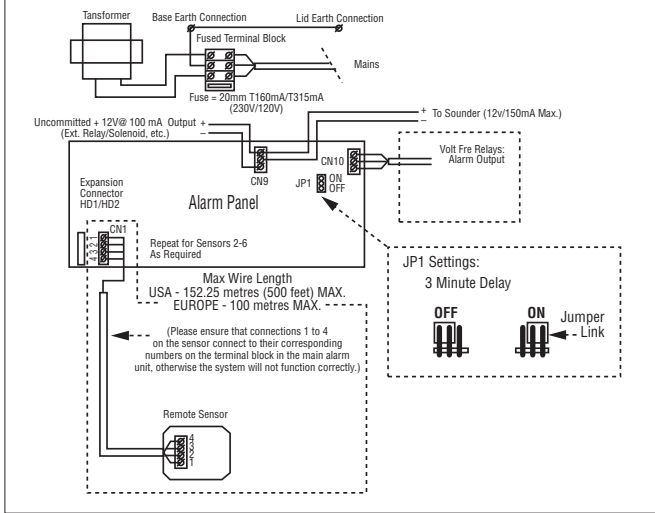 Tansformer
Base Earth Connection
Lid Earth Connection
Fused Terminal Block
Mains
Fuse = 20mm T160mA/T315mA
(230V/120V)
Uncommitted + 12V@ 100 mA Output +
(Ext. Relay/Solenoid, etc.) –
+ To Sounder (12v/150mA Max.)
–
CN9
CN10
JP1
ON
OFF
Volt Fre Relays:
Alarm Output
Expansion
Connector
HD1/HD2
Alarm Panel
CN1
4 3 2 1
Repeat for Sensors 2-6
As Required
Max Wire Length
USA - 152.25 metres (500 feet) MAX.
EUROPE - 100 metres MAX.
(Please ensure that connections 1 to 4
on the sensor connect to their corresponding
numbers on the terminal block in the main alarm
unit, otherwise the system will not function correctly.)
JP1 Settings:
3 Minute Delay
OFF
ON
Jumper
Link
Remote Sensor
4
3
2
1